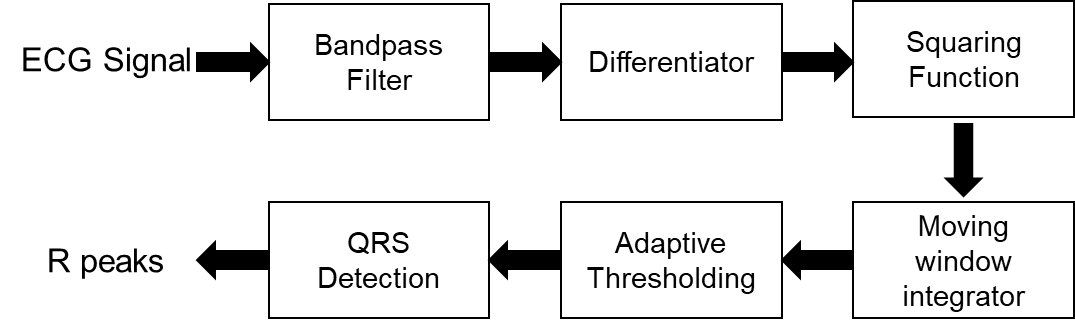 ECG Signal
Bandpass
Filter
Differentiator
Squaring
Function
Moving
window
integrator
Adaptive
Thresholding
QRS
Detection
R peaks